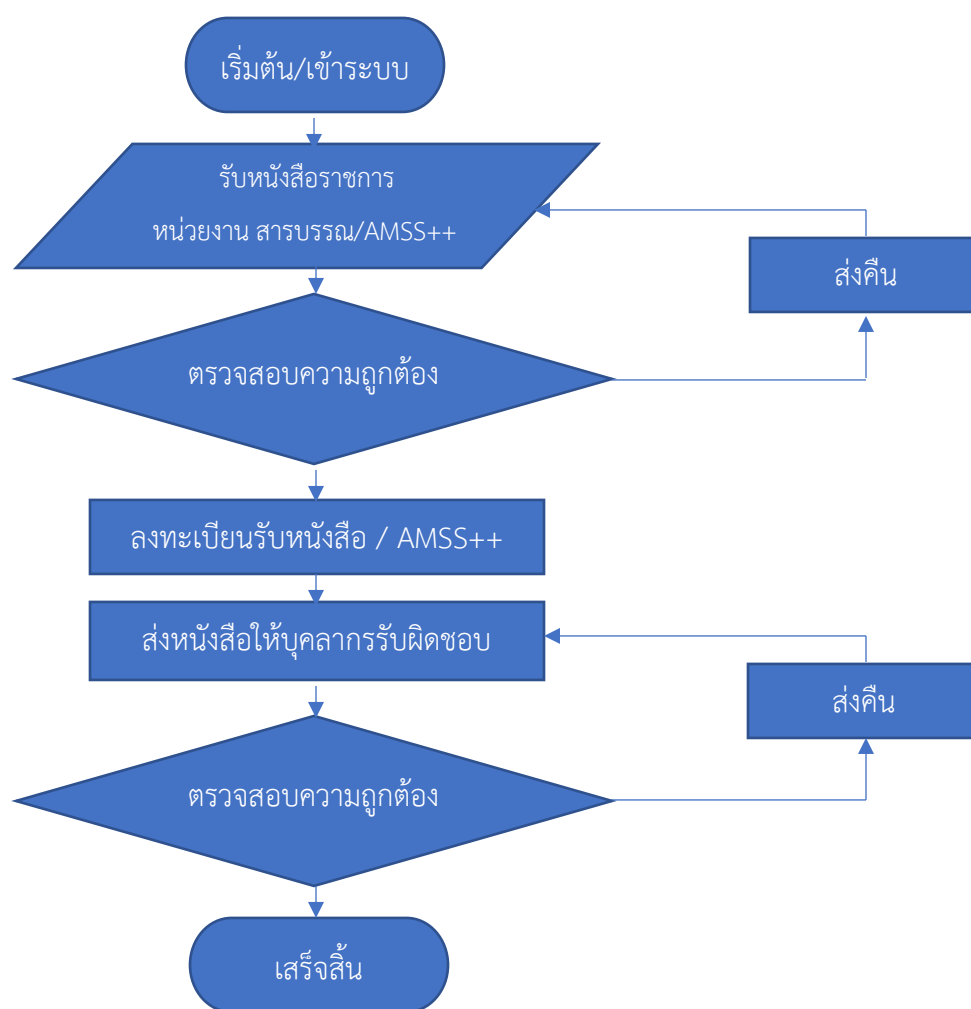 เริ่มต้น/เข้าระบบ
รับหนังสือราชการ
หน่วยงาน สารบรรณ/AMSS++
ส่งคืน
ตรวจสอบความถูกต้อง
ลงทะเบียนรับหนังสือ / AMSS++
ส่งหนังสือให้บุคลากรรับผิดชอบ
ส่งคืน
ตรวจสอบความถูกต้อง
เสร็จสิ้น